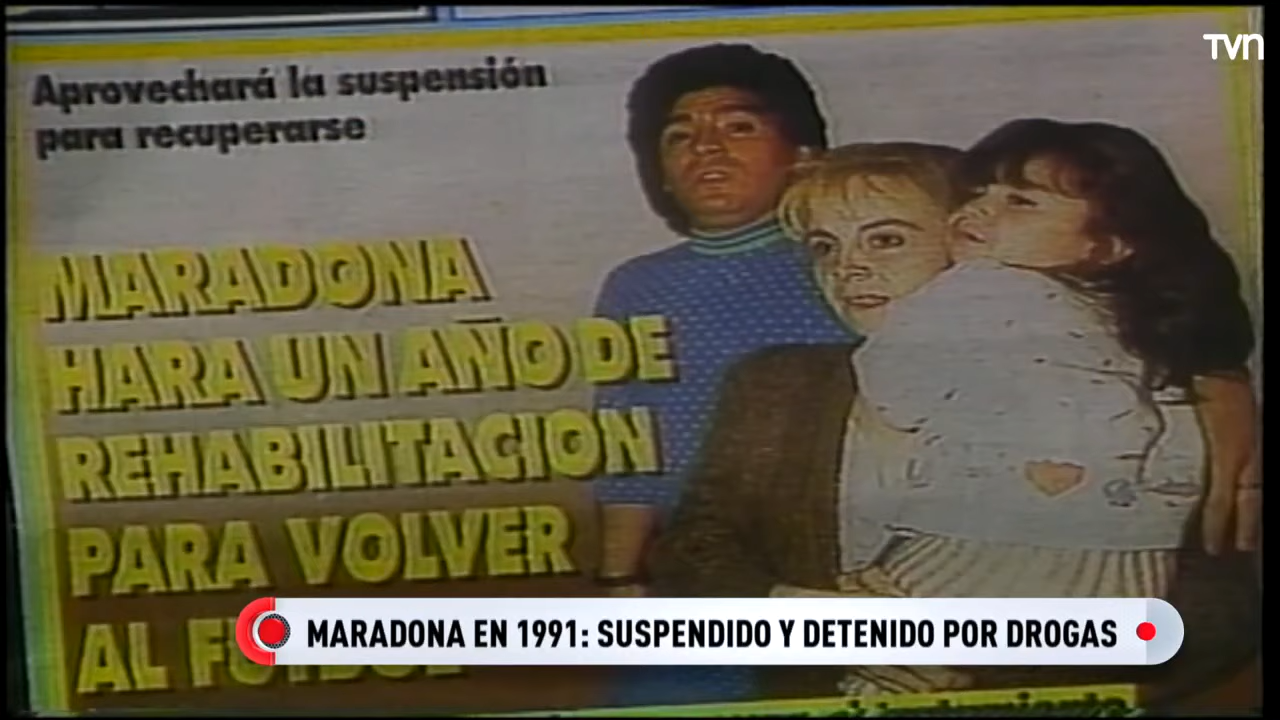 TVN
Aprovechará la suspensión
para recuperarse
MARADONA
HARA UN AÑO DE
REHABILITACION
PARA VOLVER
AL FUTBOL
MARADONA EN 1991: SUSPENDIDO Y DETENIDO POR DROGAS